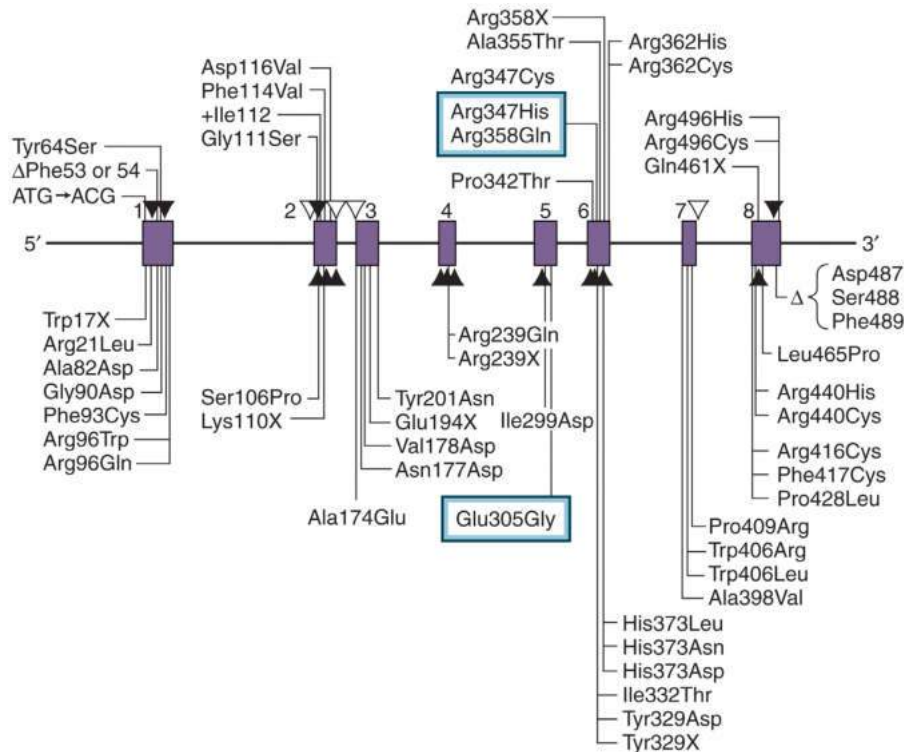 Arg358X
Ala355Thr
Arg362His
Arg362Cys
Asp116Val
Phe114Val
+Ile112
Gly111Ser
Arg347Cys
Arg347His
Arg358Gln
Pro342Thr
Arg496His
Arg496Cys
Gln461X
Tyr64Ser
ΔPhe53 or 54
ATG→ACG
1 2 3 4 5 6 7 8
5′ 3′
Trp17X
Arg21Leu
Ala82Asp
Gly90Asp
Phe93Cys
Arg96Trp
Arg96Gln
Ser106Pro
Lys110X
Tyr201Asn
Glu194X
Val178Asp
Asn177Asp
Ala174Glu
Arg239Gln
Arg239X
Ile299Asp
Glu305Gly
Δ { Asp487
Ser488
Phe489
Leu465Pro
Arg440His
Arg440Cys
Arg416Cys
Phe417Cys
Pro428Leu
Pro409Arg
Trp406Arg
Trp406Leu
Ala398Val
His373Leu
His373Asn
His373Asp
Ile332Thr
Tyr329Asp
Tyr329X